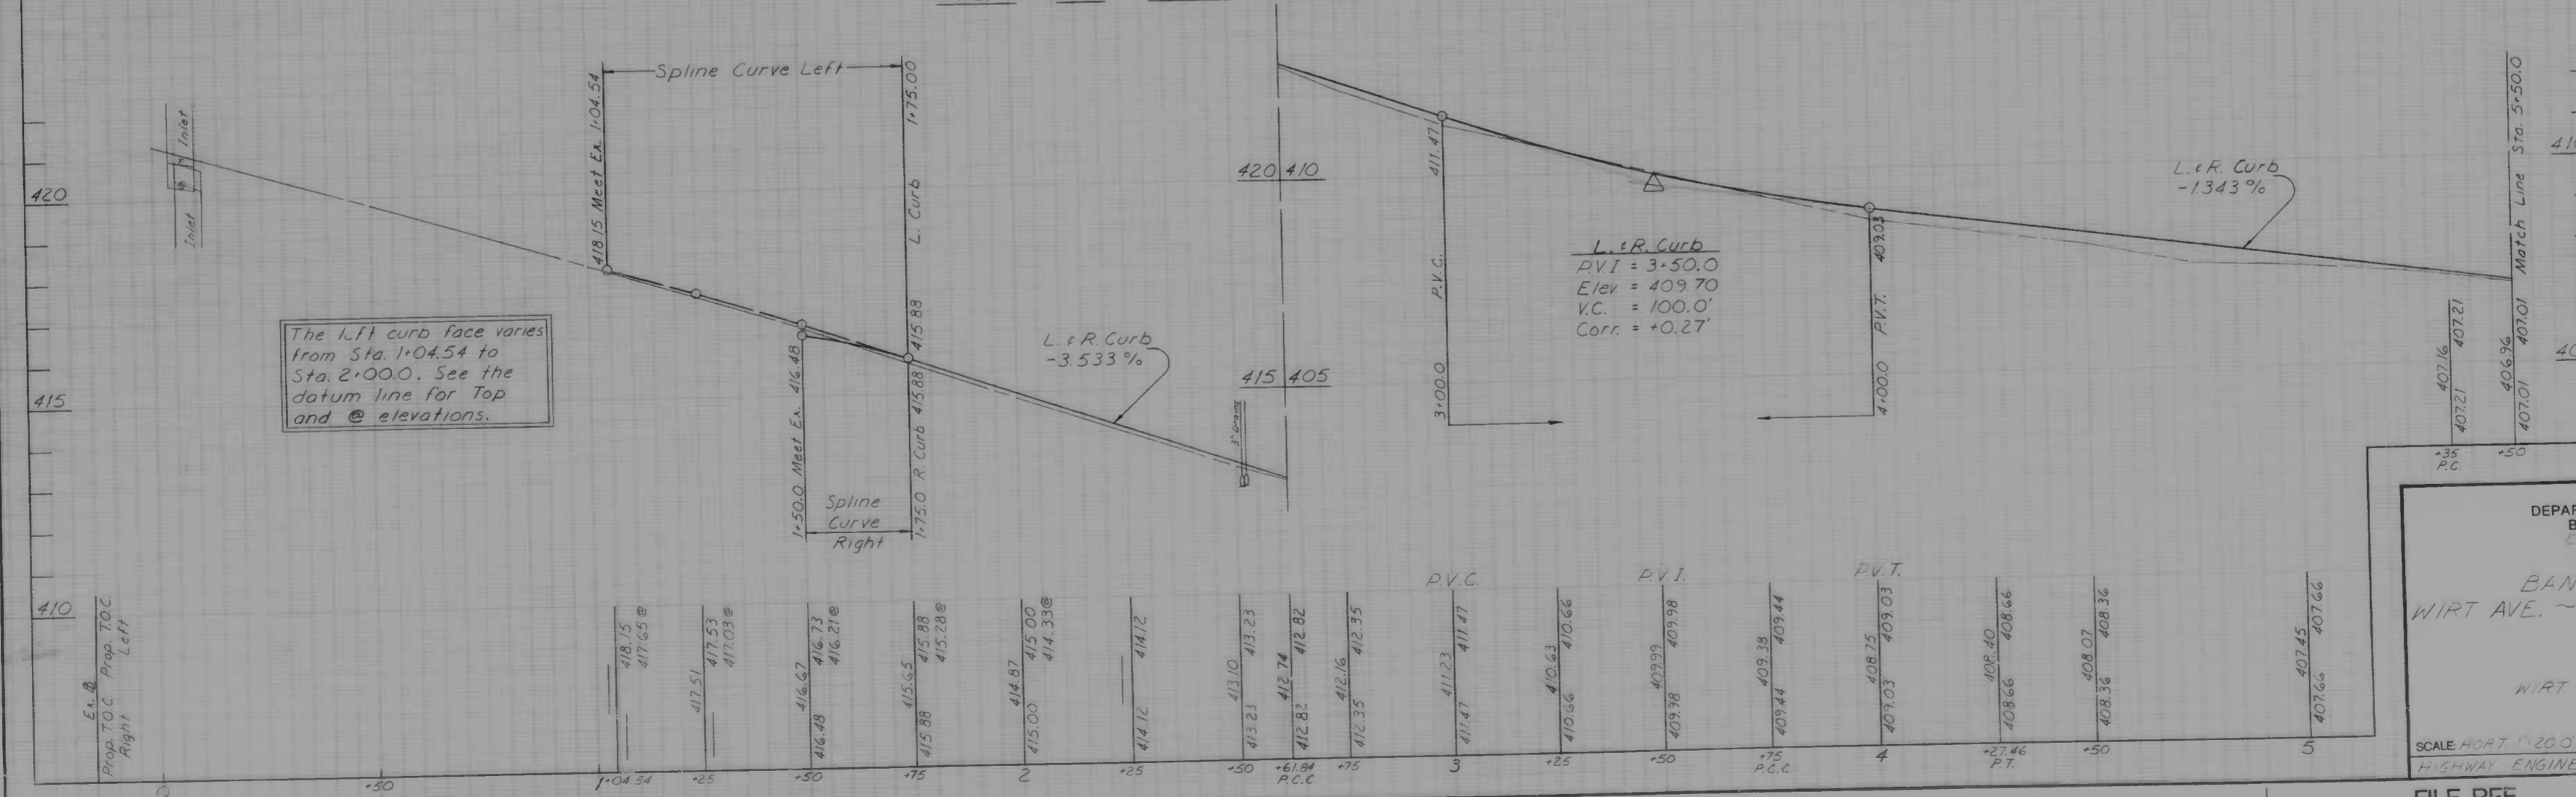 Spline Curve Left
418.15 Meet Ex. 1+04.54
L. Curb 1+75.00
415.88
Inlet
Inlet
420
415
410
The left curb face varies
from Sta. 1+04.54 to
Sta. 2+00.0. See the
datum line for Top
and @ elevations.
1+50.0 Meet Ex. 416.48
1+75.0 R. Curb 415.88
Spline
Curve
Right
L. & R. Curb
-3.533%
3" Drains
420 410
415 405
3+00.0 P.V.C. 411.47
L. & R. Curb
P.V.I. = 3+50.0
Elev. = 409.70
V.C. = 100.0'
Corr. = +0.27'
4+00.0 P.V.T. 409.03
L. & R. Curb
-1.343%
407.01 Match Line Sta. 5+50.0
407.16
407.21 407.21
406.96
407.01
+35
P.C.
+50
Ex.
Prop. T.O.C. Prop. T.O.C.
Right Left
418.15
417.65@
417.51
417.53
417.03@
416.67
416.48 416.73
416.21@
415.65
415.88 415.88
415.28@
414.87
415.00 415.00
414.33@
414.12 414.12
413.10
413.23 413.23
412.74
412.82 412.82
412.16
412.35 412.35
P.V.C.
411.23
411.47 411.47
410.63
410.66 410.66
P.V.I.
409.99
409.98 409.98
409.38
409.44 409.44
P.V.T.
408.75
409.03 409.03
408.40
408.66 408.66
408.07
408.36 408.36
407.45
407.66 407.66
0 +50 1+04.54 +25 +50 +75 2 +25 +50 +61.84 +75 3 +25 +50 +75 4 +27.46 +50 5
P.C.C. P.C.C. P.T.
DEPAR
B
BAN
WIRT AVE. ~
WIRT
SCALE: HORT. 1"=20.0'
HIGHWAY ENGINE
FILE REF